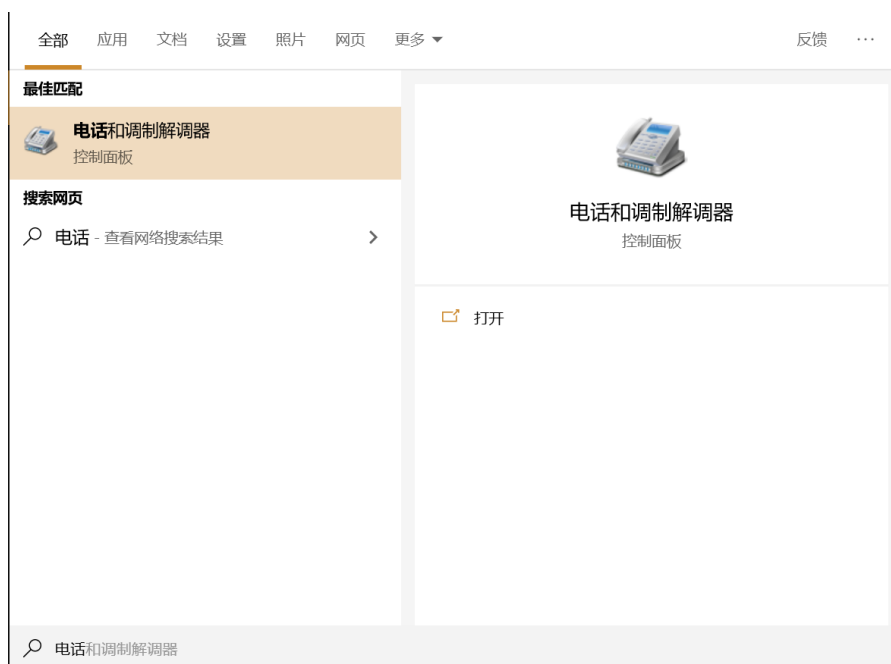 全部 应用 文档 设置 照片 网页 更多 反馈 ...
最佳匹配
电话和调制解调器
控制面板
搜索网页
电话 - 查看网络搜索结果
电话和调制解调器
控制面板
打开
电话和调制解调器